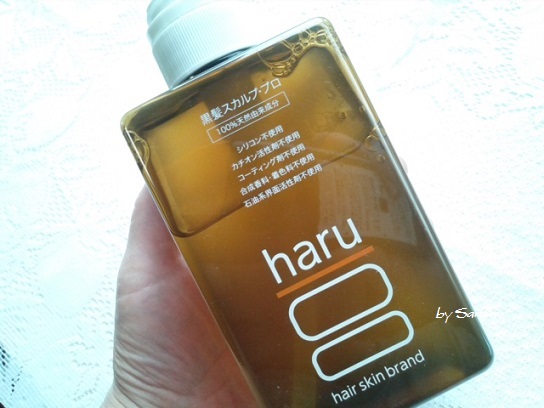 黒髪スカルプ・プロ
100%天然由来成分
シリコン不使用
カチオン活性剤不使用
コーティング剤不使用
合成香料・着色料不使用
石油系界面活性剤不使用
haru
hair skin brand
by